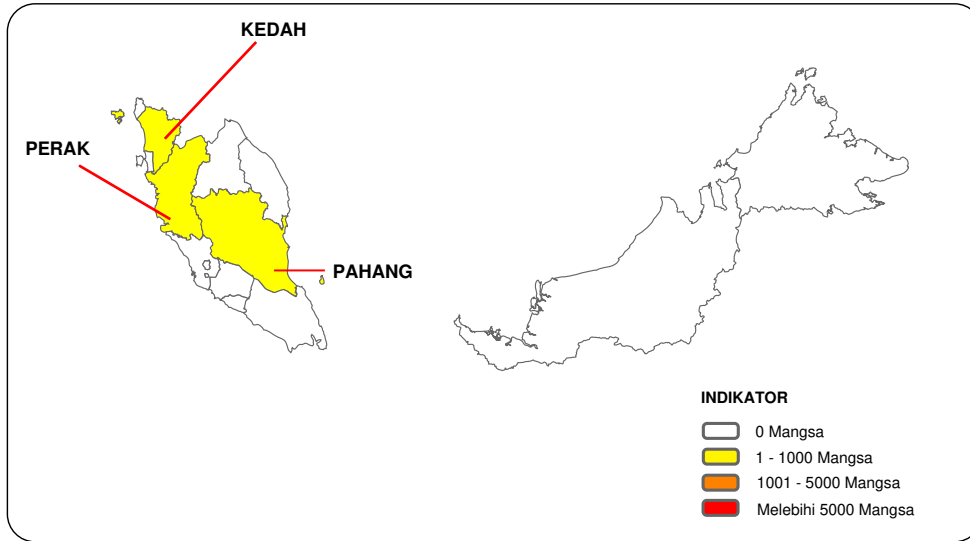 KEDAH
PERAK
PAHANG
INDIKATOR
0 Mangsa
1 - 1000 Mangsa
1001 - 5000 Mangsa
Melebihi 5000 Mangsa